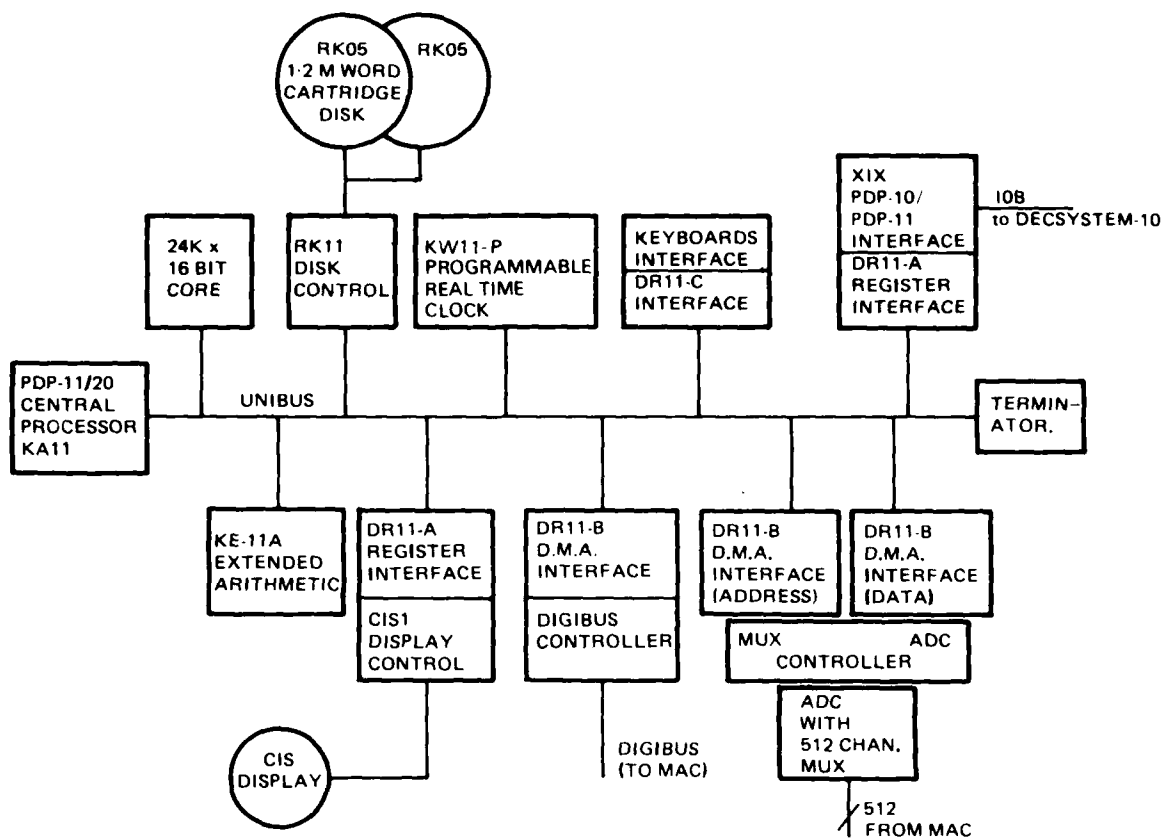 RK05
1·2 M WORD
CARTRIDGE
DISK
RK05
24K x
16 BIT
CORE
RK11
DISK
CONTROL
KW11-P
PROGRAMMABLE
REAL TIME
CLOCK
KEYBOARDS
INTERFACE
DR11-C
INTERFACE
XIX
PDP-10/
PDP-11
INTERFACE
DR11-A
REGISTER
INTERFACE
IOB
to DECSYSTEM-10
PDP-11/20
CENTRAL
PROCESSOR
KA11
UNIBUS
TERMIN-
ATOR.
KE-11A
EXTENDED
ARITHMETIC
DR11-A
REGISTER
INTERFACE
CIS1
DISPLAY
CONTROL
DR11-B
D.M.A.
INTERFACE
DIGIBUS
CONTROLLER
DR11-B
D.M.A.
INTERFACE
(ADDRESS)
DR11-B
D.M.A.
INTERFACE
(DATA)
MUX ADC
CONTROLLER
ADC
WITH
512 CHAN.
MUX
CIS
DISPLAY
DIGIBUS
(TO MAC)
512
FROM MAC